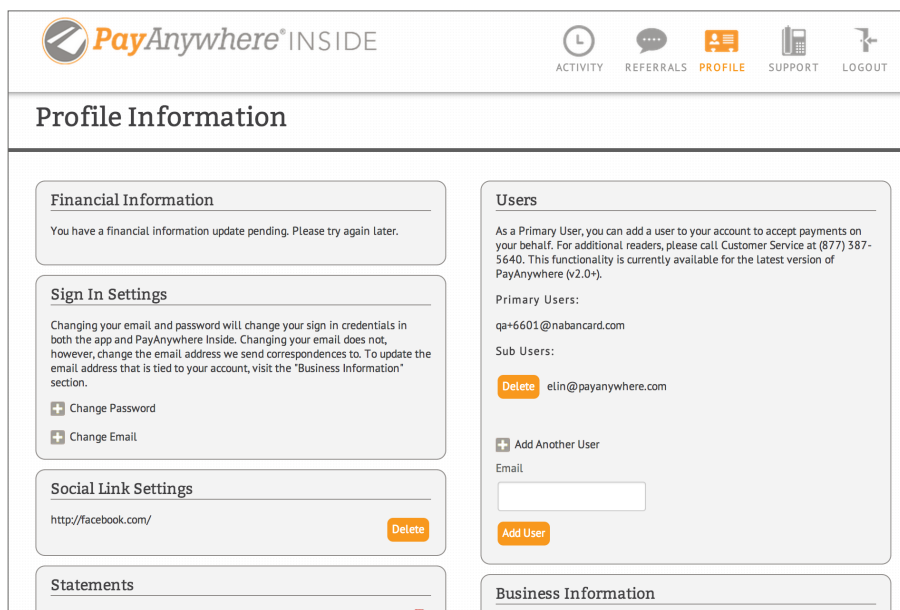 PayAnywhere® INSIDE
ACTIVITY
REFERRALS
PROFILE
SUPPORT
LOGOUT
Profile Information
Financial Information
You have a financial information update pending. Please try again later.
Sign In Settings
Changing your email and password will change your sign in credentials in
both the app and PayAnywhere Inside. Changing your email does not,
however, change the email address we send correspondences to. To update the
email address that is tied to your account, visit the "Business Information"
section.
Change Password
Change Email
Social Link Settings
http://facebook.com/
Delete
Statements
Users
As a Primary User, you can add a user to your account to accept payments on
your behalf. For additional readers, please call Customer Service at (877) 387-
5640. This functionality is currently available for the latest version of
PayAnywhere (v2.0+).
Primary Users:
qa+6601@nabancard.com
Sub Users:
Delete elin@payanywhere.com
Add Another User
Email
Add User
Business Information